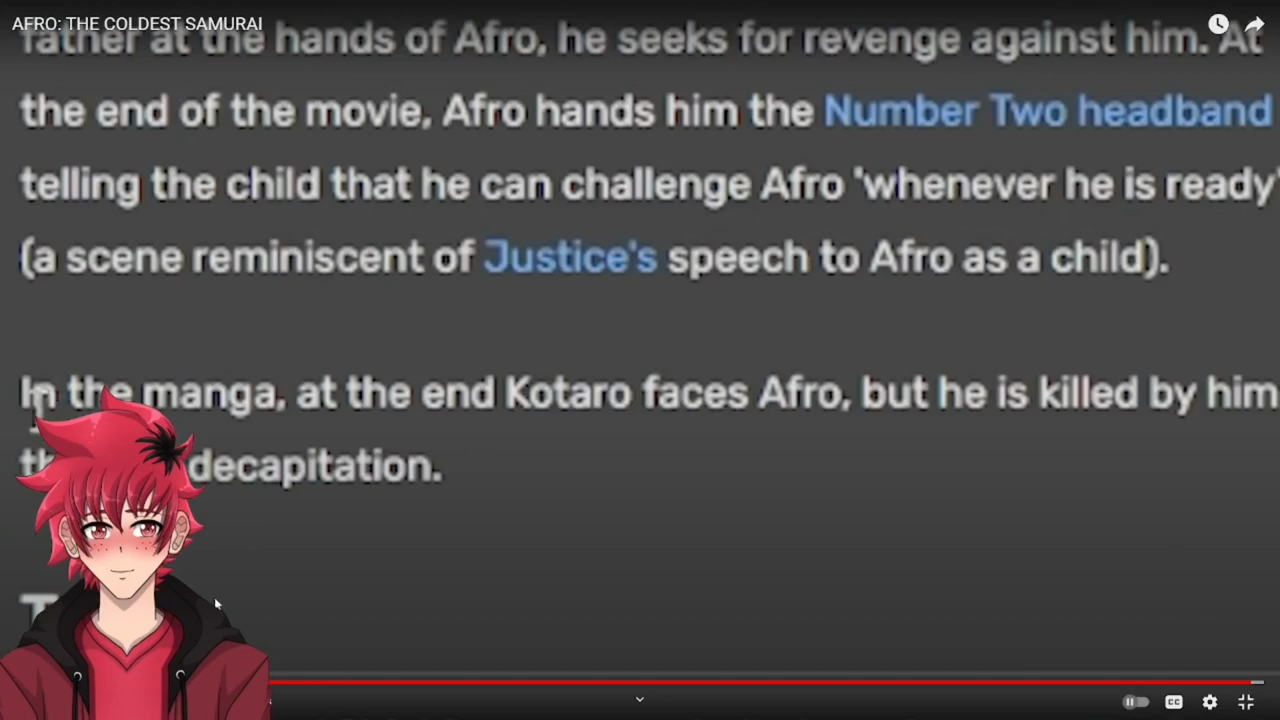 AFRO: THE COLDEST SAMURAI
father at the hands of Afro, he seeks for revenge against him. At
the end of the movie, Afro hands him the Number Two headband
telling the child that he can challenge Afro 'whenever he is ready'
(a scene reminiscent of Justice's speech to Afro as a child).
In the manga, at the end Kotaro faces Afro, but he is killed by him
decapitation.
CC